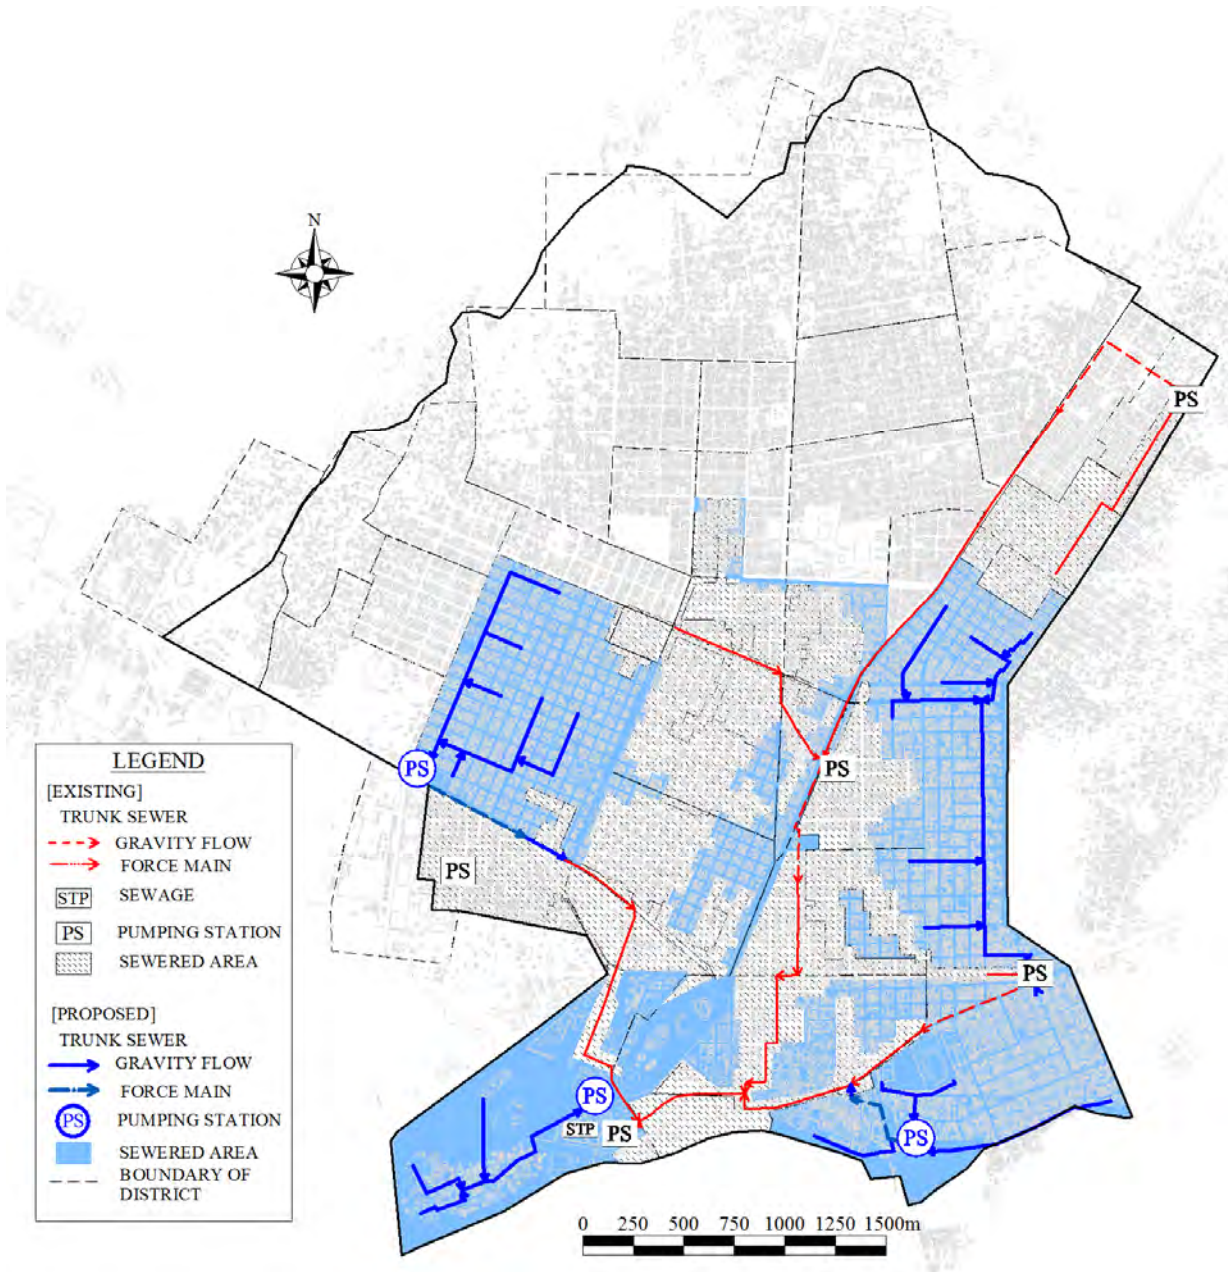 N
PS
PS
PS
PS
PS
PS
STP
PS
PS
LEGEND
[EXISTING]
TRUNK SEWER
GRAVITY FLOW
FORCE MAIN
STP SEWAGE
PS PUMPING STATION
SEWERED AREA
[PROPOSED]
TRUNK SEWER
GRAVITY FLOW
FORCE MAIN
PS PUMPING STATION
SEWERED AREA
BOUNDARY OF
DISTRICT
0 250 500 750 1000 1250 1500m